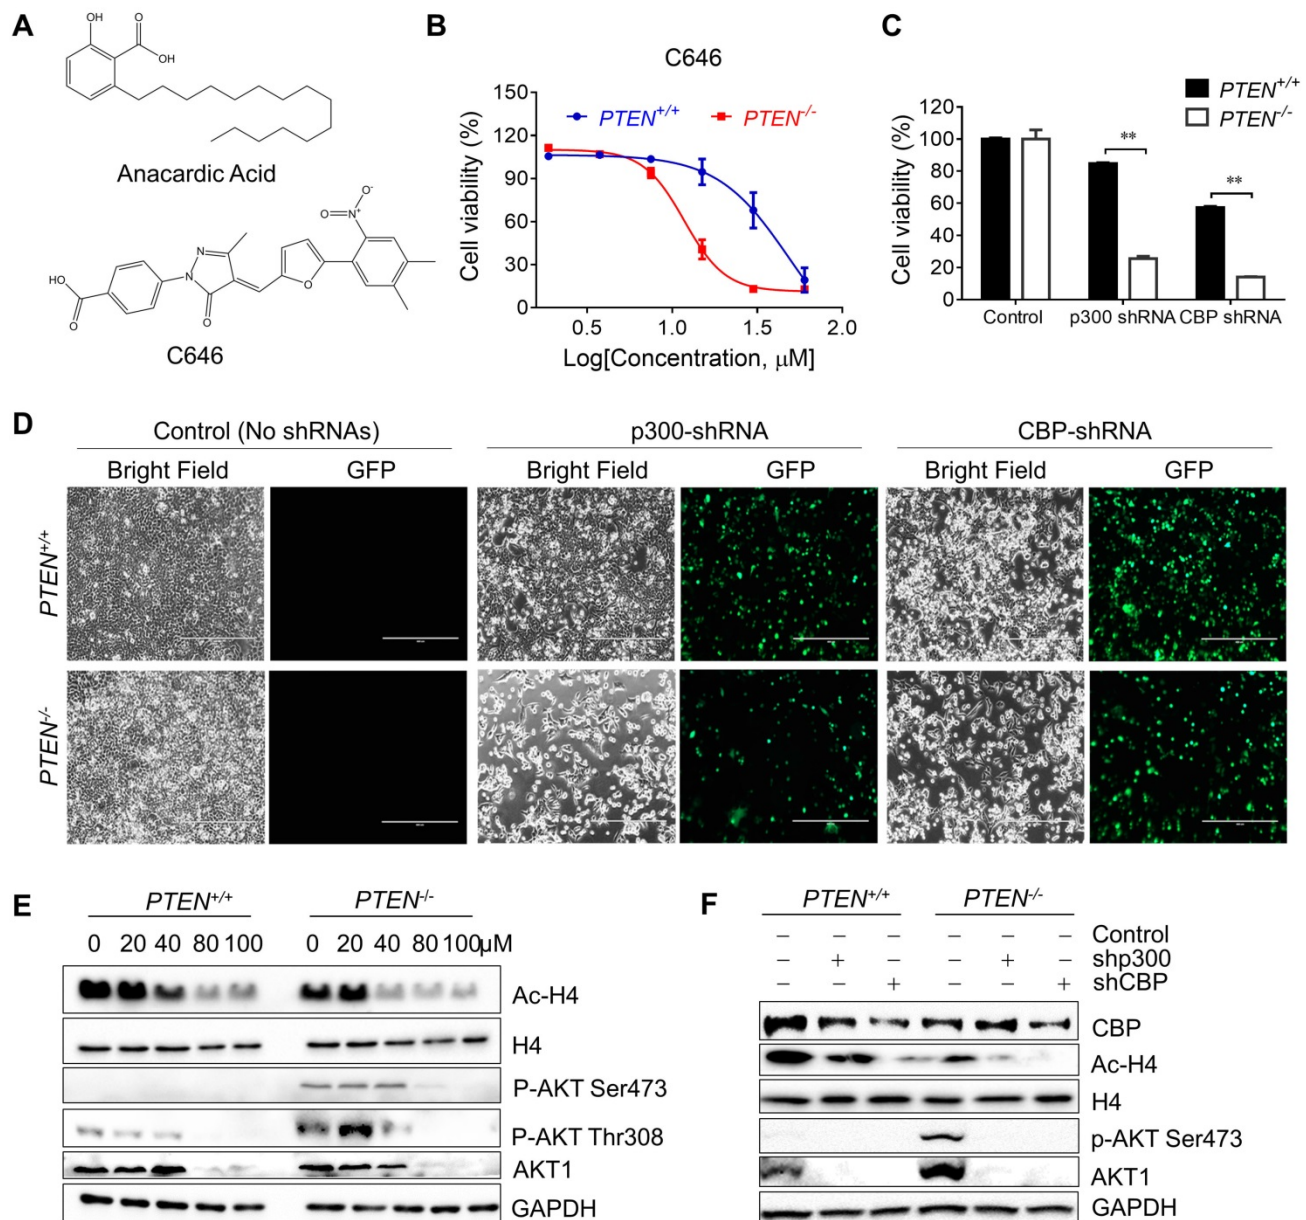 A
OH
O
OH
Anacardic Acid
O-
O
N+
HO
O
N
N
O
O
C646
B
C646
Cell viability (%)
150
120
90
60
30
0
PTEN+/+
PTEN-/-
0.5
1.0
1.5
2.0
Log[Concentration, μM]
C
Cell viability (%)
120
100
80
60
40
20
0
PTEN+/+
PTEN-/-
**
**
Control
p300 shRNA
CBP shRNA
D
Control (No shRNAs)
p300-shRNA
CBP-shRNA
Bright Field
GFP
Bright Field
GFP
Bright Field
GFP
PTEN+/+
PTEN-/-
E
PTEN+/+
PTEN-/-
0 20 40 80 100
0 20 40 80 100 μM
Ac-H4
H4
P-AKT Ser473
P-AKT Thr308
AKT1
GAPDH
F
PTEN+/+
PTEN-/-
− − − − − − Control
− + − − + − shp300
− − + − − + shCBP
CBP
Ac-H4
H4
p-AKT Ser473
AKT1
GAPDH